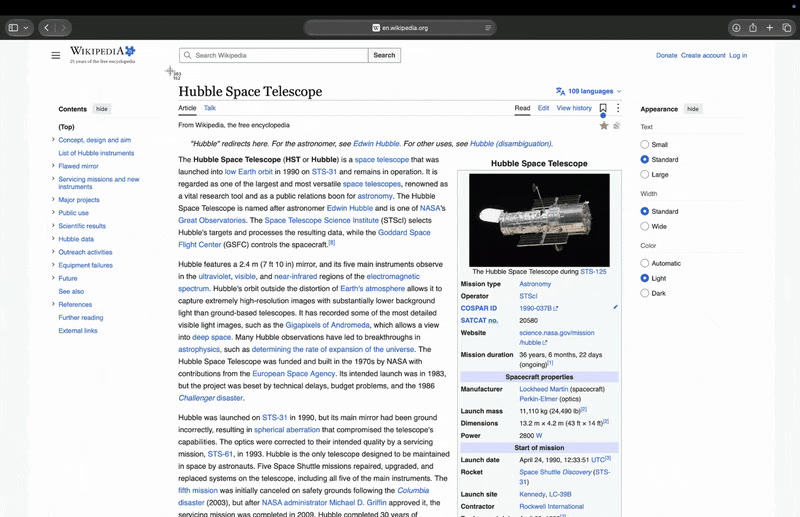 en.wikipedia.org
WIKIPEDIA
25 years of the free encyclopedia
Search Wikipedia
Search
Donate Create account Log in
Hubble Space Telescope
109 languages
Article Talk
Read Edit View history
From Wikipedia, the free encyclopedia
Contents hide
(Top)
Concept, design and aim
List of Hubble instruments
Flawed mirror
Servicing missions and new
instruments
Major projects
Public use
Scientific results
Hubble data
Outreach activities
Equipment failures
Future
See also
References
Further reading
External links
"Hubble" redirects here. For the astronomer, see Edwin Hubble. For other uses, see Hubble (disambiguation).
The Hubble Space Telescope (HST or Hubble) is a space telescope that was
launched into low Earth orbit in 1990 on STS-31 and remains in operation. It is
regarded as one of the largest and most versatile space telescopes, renowned as
a vital research tool and as a public relations boon for astronomy. The Hubble
Space Telescope is named after astronomer Edwin Hubble and is one of NASA's
Great Observatories. The Space Telescope Science Institute (STScI) selects
Hubble's targets and processes the resulting data, while the Goddard Space
Flight Center (GSFC) controls the spacecraft.[8]
Hubble features a 2.4 m (7 ft 10 in) mirror, and its five main instruments observe
in the ultraviolet, visible, and near-infrared regions of the electromagnetic
spectrum. Hubble's orbit outside the distortion of Earth's atmosphere allows it to
capture extremely high-resolution images with substantially lower background
light than ground-based telescopes. It has recorded some of the most detailed
visible light images, such as the Gigapixels of Andromeda, which allows a view
into deep space. Many Hubble observations have led to breakthroughs in
astrophysics, such as determining the rate of expansion of the universe. The
Hubble Space Telescope was funded and built in the 1970s by NASA with
contributions from the European Space Agency. Its intended launch was in 1983,
but the project was beset by technical delays, budget problems, and the 1986
Challenger disaster.
Hubble was launched on STS-31 in 1990, but its main mirror had been ground
incorrectly, resulting in spherical aberration that compromised the telescope's
capabilities. The optics were corrected to their intended quality by a servicing
mission, STS-61, in 1993. Hubble is the only telescope designed to be maintained
in space by astronauts. Five Space Shuttle missions repaired, upgraded, and
replaced systems on the telescope, including all five of the main instruments. The
fifth mission was initially canceled on safety grounds following the Columbia
disaster (2003), but after NASA administrator Michael D. Griffin approved it, the
servicing mission was completed in 2009. Hubble completed 30 years of
Hubble Space Telescope
The Hubble Space Telescope during STS-125
Mission type Astronomy
Operator STScI
COSPAR ID 1990-037B
SATCAT no. 20580
Website science.nasa.gov/mission
/hubble
Mission duration 36 years, 6 months, 22 days
(ongoing)[1]
Spacecraft properties
Manufacturer Lockheed Martin (spacecraft)
Perkin-Elmer (optics)
Launch mass 11,110 kg (24,490 lb)[2]
Dimensions 13.2 m × 4.2 m (43 ft × 14 ft)[2]
Power 2800 W
Start of mission
Launch date April 24, 1990, 12:33:51 UTC[3]
Rocket Space Shuttle Discovery (STS-
31)
Launch site Kennedy, LC-39B
Contractor Rockwell International
Appearance hide
Text
Small
Standard
Large
Width
Standard
Wide
Color
Automatic
Light
Dark